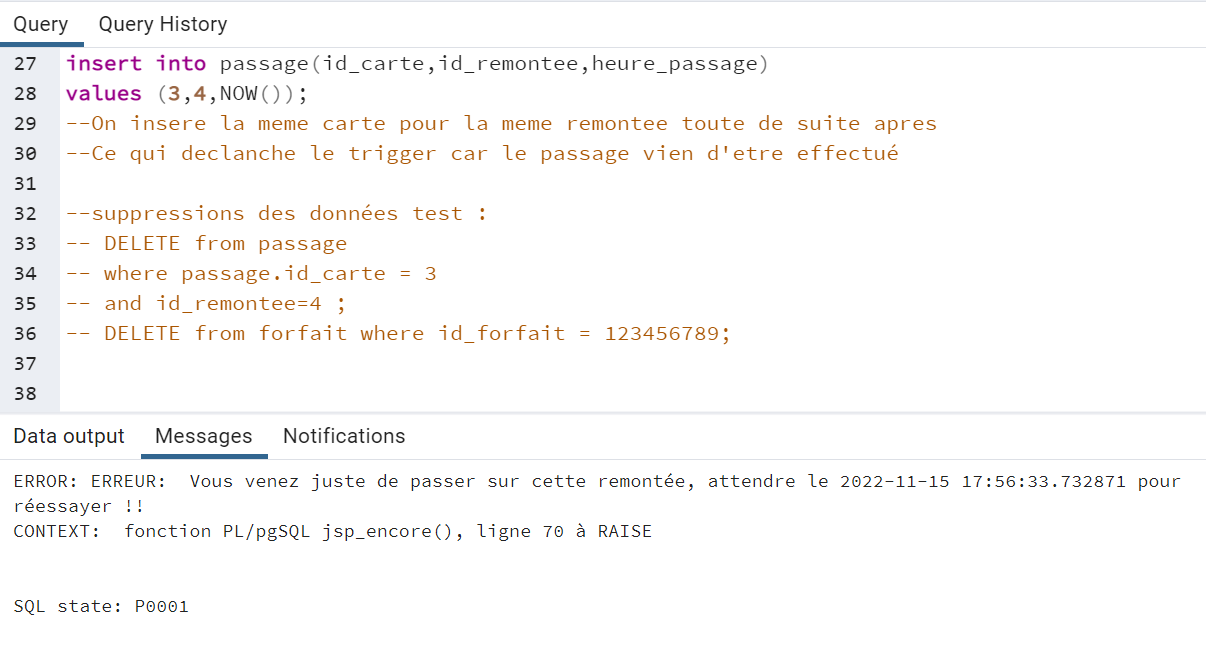 Query Query History
27 insert into passage(id_carte,id_remontee,heure_passage)
28 values (3,4,NOW());
29 --On insere la meme carte pour la meme remontee toute de suite apres
30 --Ce qui declanche le trigger car le passage vien d'etre effectué
31
32 --suppressions des données test :
33 -- DELETE from passage
34 -- where passage.id_carte = 3
35 -- and id_remontee=4 ;
36 -- DELETE from forfait where id_forfait = 123456789;
37
38
Data output Messages Notifications
ERROR: ERREUR:  Vous venez juste de passer sur cette remontée, attendre le 2022-11-15 17:56:33.732871 pour
réessayer !!
CONTEXT:  fonction PL/pgSQL jsp_encore(), ligne 70 à RAISE
SQL state: P0001